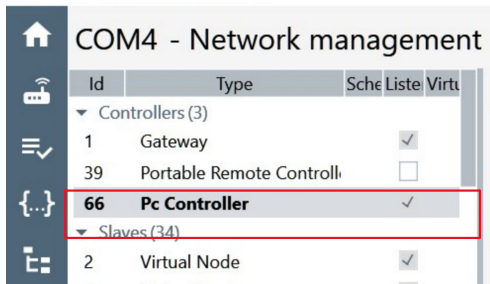 COM4 - Network management
Id Type Sche Liste Virtu
Controllers (3)
1 Gateway
39 Portable Remote Controll
66 Pc Controller
Slaves (34)
2 Virtual Node